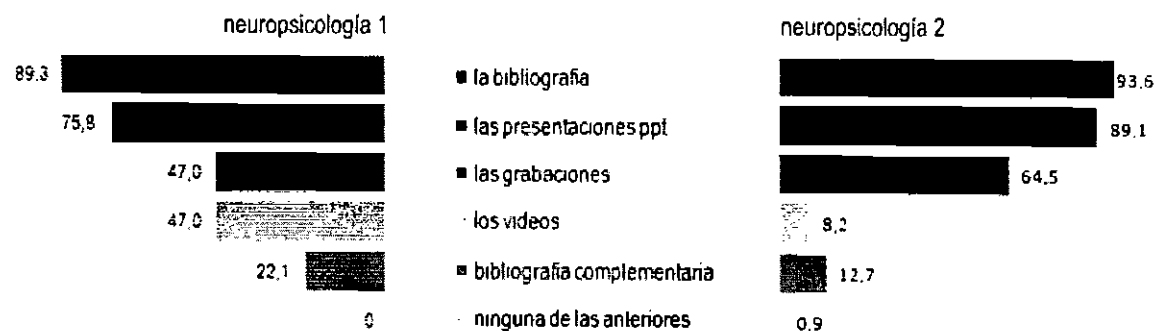 neuropsicología 1 neuropsicología 2
89.3 la bibliografia 93.6
75,8 las presentaciones ppt 89.1
47,0 las grabaciones 64,5
47,0 los videos 8,2
22,1 bibliografia complementaria 12,7
0 ninguna de las anteriores 0.9